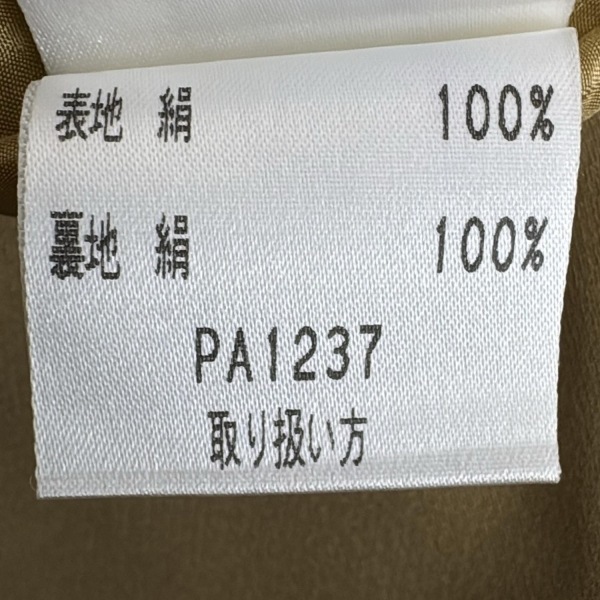 表地 絹 100%
裏地 絹 100%
PA1237
取り扱い方